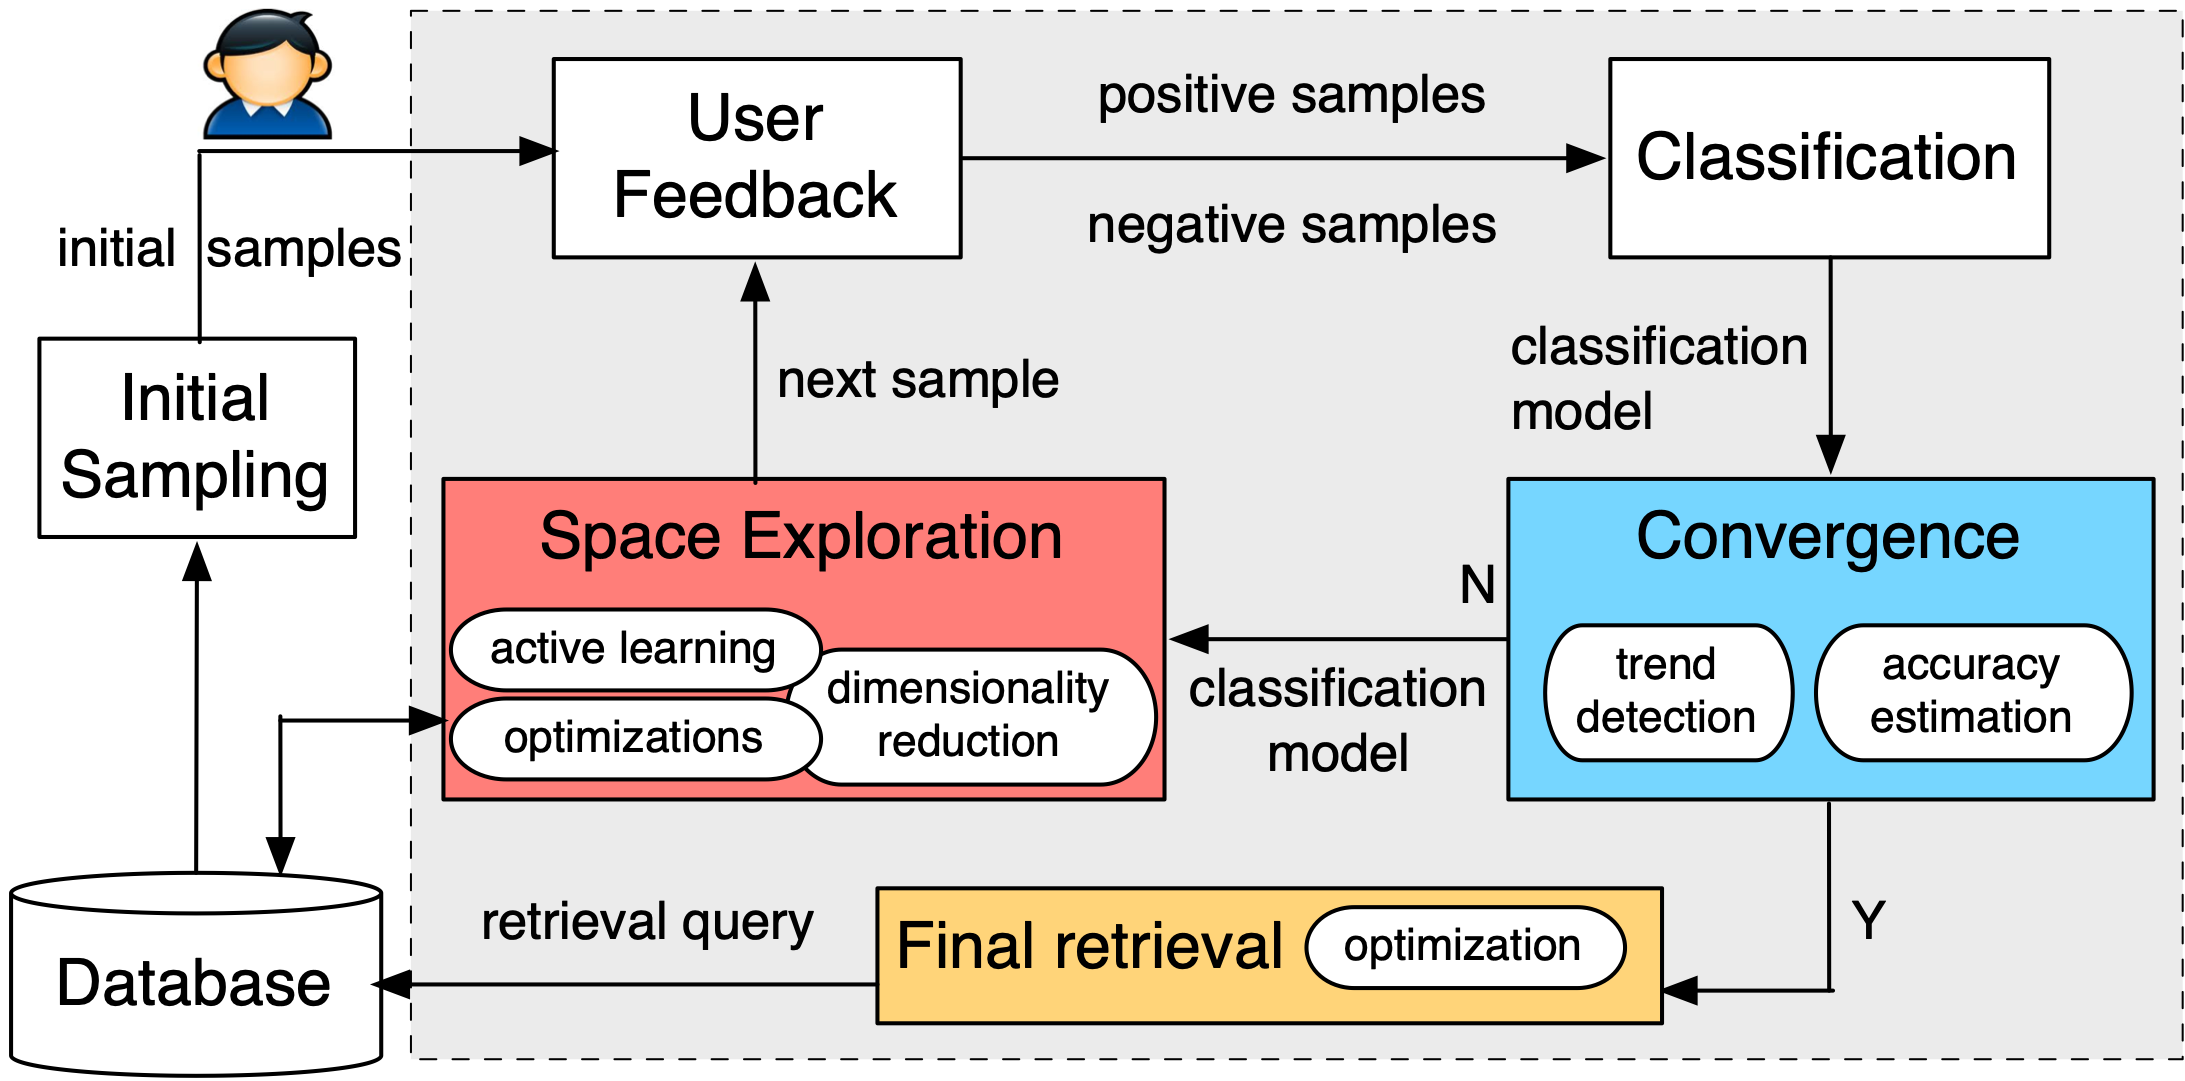 User
Feedback
positive samples
negative samples
Classification
initial samples
Initial
Sampling
next sample
classification
model
Space Exploration
active learning
optimizations
dimensionality
reduction
N
classification
model
Convergence
trend
detection
accuracy
estimation
Y
Final retrieval
optimization
retrieval query
Database